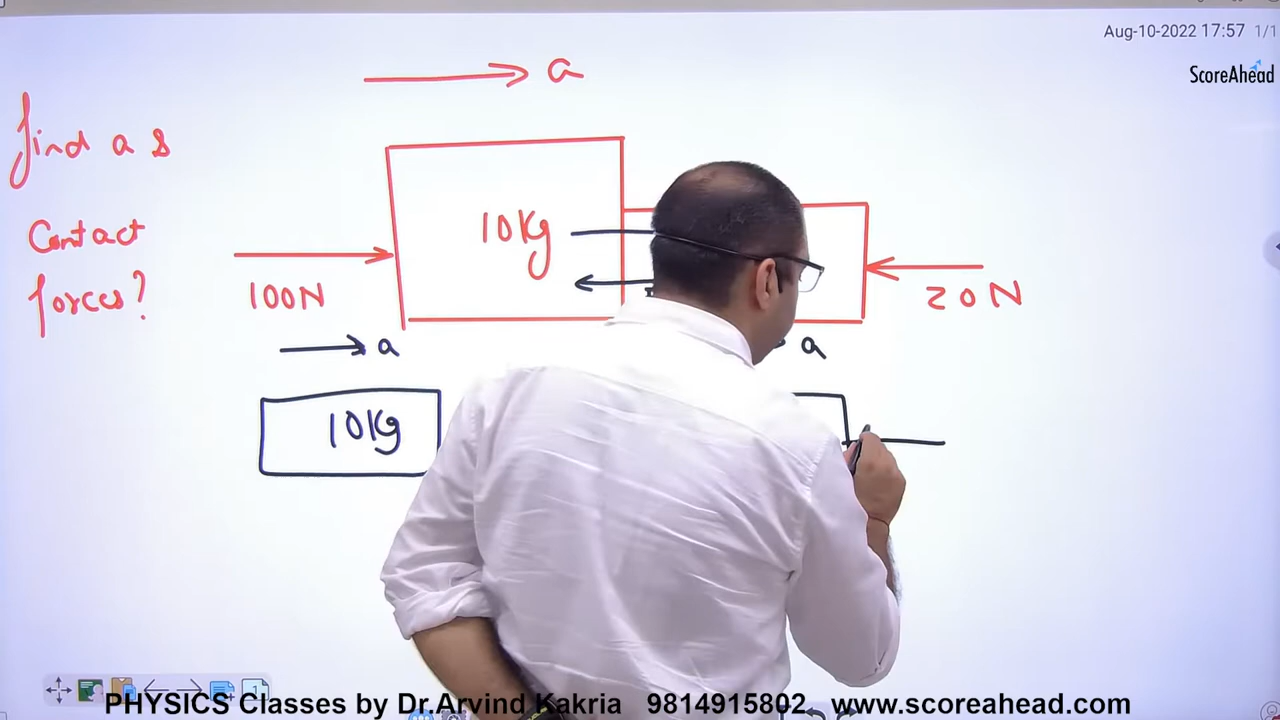 Aug-10-2022 17:57 1/1
ScoreAhead
a
find a &
Contact
forces?
10Kg
100N
20N
a
a
10Kg
PHYSICS Classes by Dr.Arvind Kakria 9814915802 www.scoreahead.com